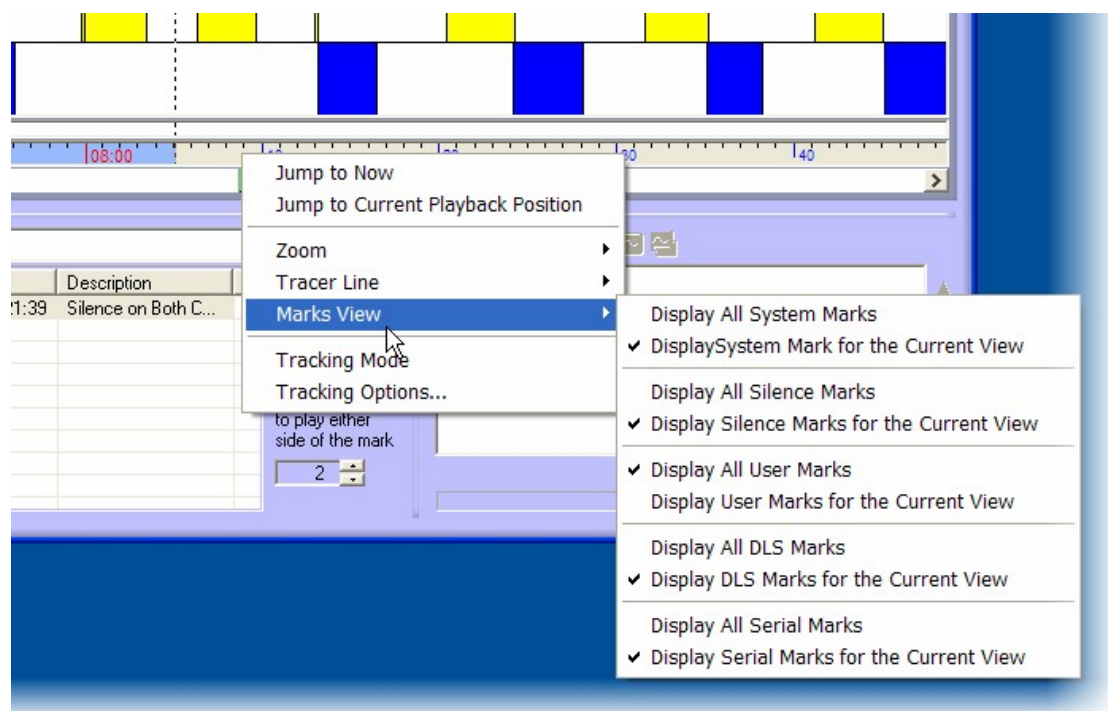 08:00
40
Jump to Now
Jump to Current Playback Position
Zoom
Tracer Line
Marks View
Tracking Mode
Tracking Options...
Description
1:39 Silence on Both C...
to play either
side of the mark
2
Display All System Marks
✔ DisplaySystem Mark for the Current View
Display All Silence Marks
✔ Display Silence Marks for the Current View
✔ Display All User Marks
Display User Marks for the Current View
Display All DLS Marks
✔ Display DLS Marks for the Current View
Display All Serial Marks
✔ Display Serial Marks for the Current View